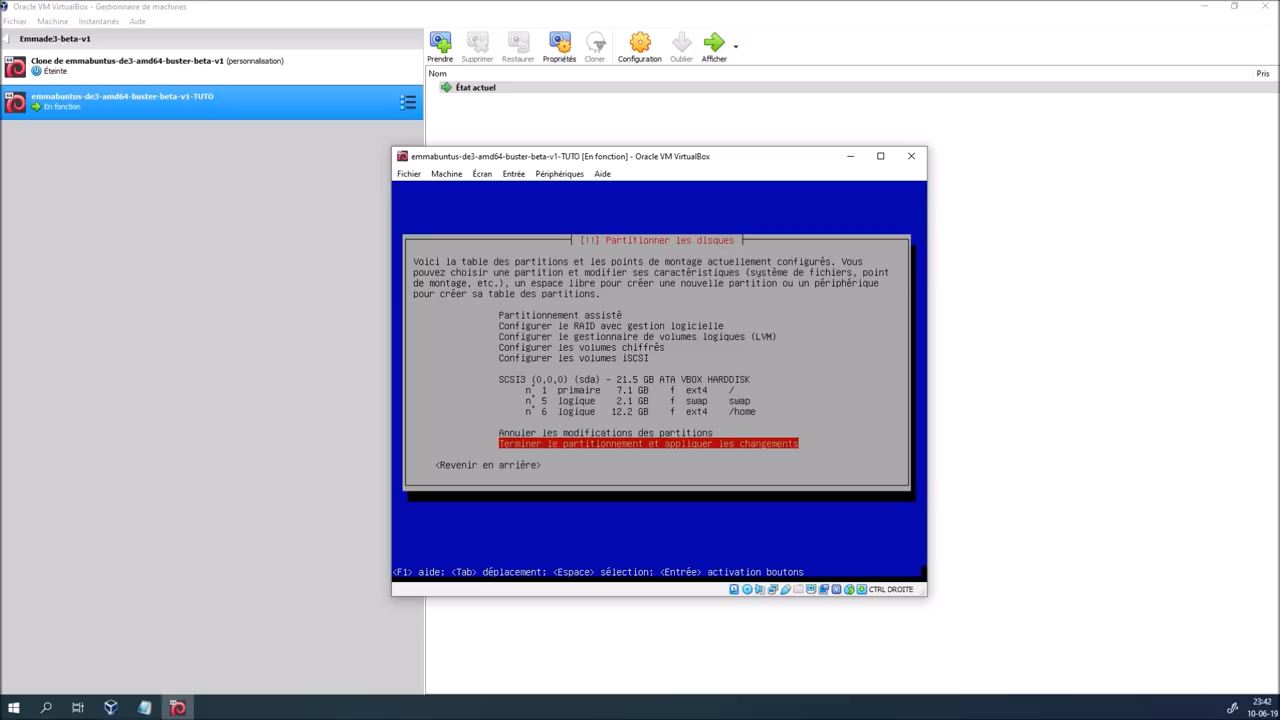 Oracle VM VirtualBox - Gestionnaire de machines
Fichier Machine Instantanés Aide
Emmade3-beta-v1
Clone de emmabuntus-de3-amd64-buster-beta-v1 (personnalisation)
Éteinte
emmabuntus-de3-amd64-buster-beta-v1-TUTO
En fonction
Prendre Supprimer Restaurer Propriétés Cloner Configuration Oublier Afficher
Nom Pris
État actuel
emmabuntus-de3-amd64-buster-beta-v1-TUTO [En fonction] - Oracle VM VirtualBox
Fichier Machine Écran Entrée Périphériques Aide
[!!] Partitionner les disques
Voici la table des partitions et les points de montage actuellement configurés. Vous
pouvez choisir une partition et modifier ses caractéristiques (système de fichiers, point
de montage, etc.), un espace libre pour créer une nouvelle partition ou un périphérique
pour créer sa table des partitions.
Partitionnement assisté
Configurer le RAID avec gestion logicielle
Configurer le gestionnaire de volumes logiques (LVM)
Configurer les volumes chiffrés
Configurer les volumes iSCSI
SCSI3 (0,0,0) (sda) - 21.5 GB ATA VBOX HARDDISK
n° 1 primaire 7.1 GB f ext4 /
n° 5 logique 2.1 GB f swap swap
n° 6 logique 12.2 GB f ext4 /home
Annuler les modifications des partitions
Terminer le partitionnement et appliquer les changements
<Revenir en arrière>
<F1> aide; <Tab> déplacement; <Espace> sélection; <Entrée> activation boutons
CTRL DROITE
23:42
10-06-19